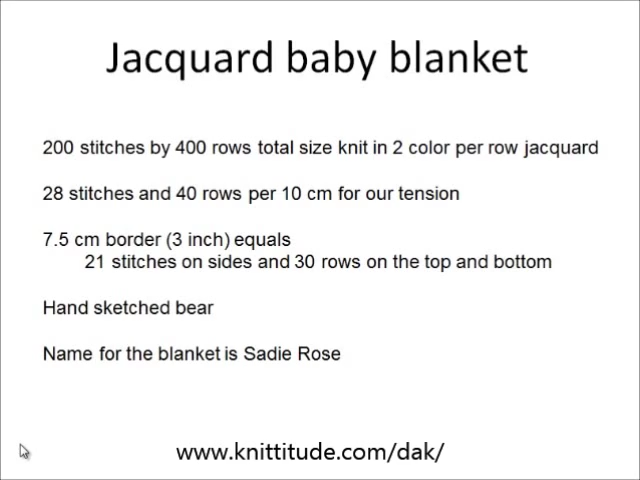 Jacquard baby blanket
200 stitches by 400 rows total size knit in 2 color per row jacquard
28 stitches and 40 rows per 10 cm for our tension
7.5 cm border (3 inch) equals
21 stitches on sides and 30 rows on the top and bottom
Hand sketched bear
Name for the blanket is Sadie Rose
www.knittitude.com/dak/